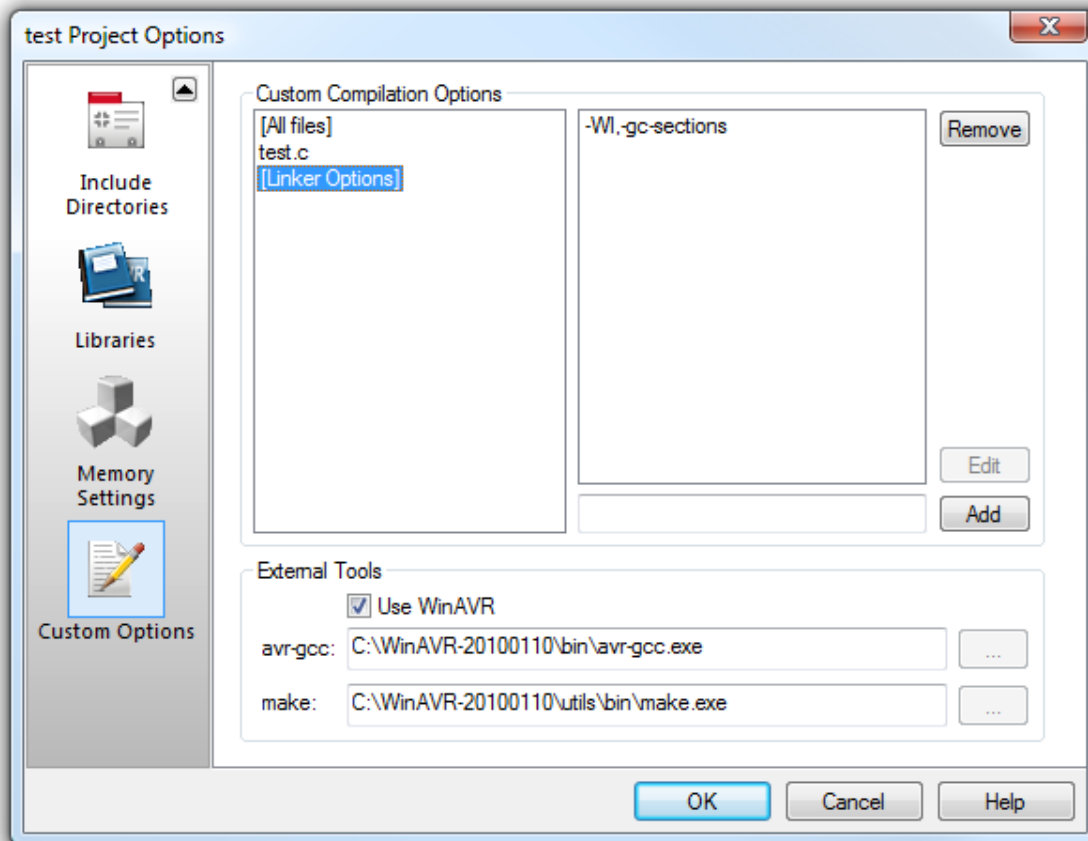 test Project Options
Include
Directories
Libraries
Memory
Settings
Custom Options
Custom Compilation Options
[All files]
test.c
[Linker Options]
-Wl,-gc-sections
Remove
Edit
Add
External Tools
Use WinAVR
avr-gcc:
C:\WinAVR-20100110\bin\avr-gcc.exe
...
make:
C:\WinAVR-20100110\utils\bin\make.exe
...
OK
Cancel
Help